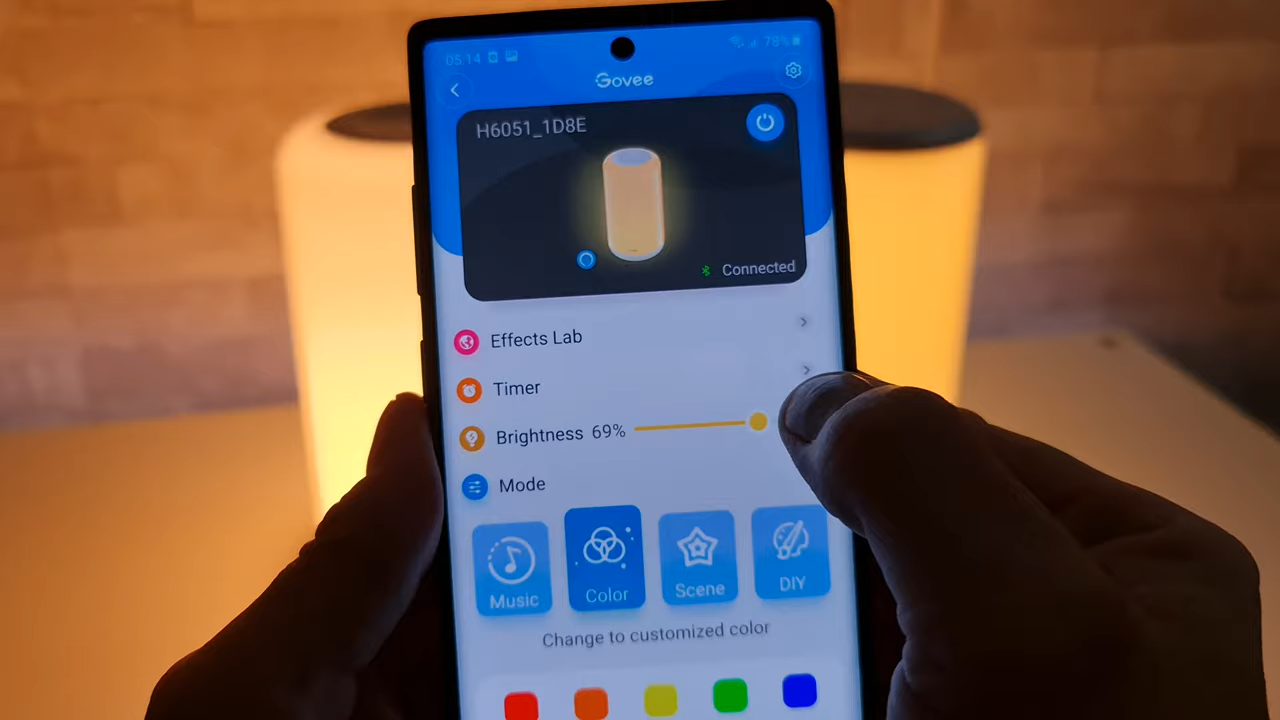 05:14
78%
Govee
H6051_1D8E
Connected
Effects Lab
Timer
Brightness 69%
Mode
Music Color Scene DIY
Change to customized color